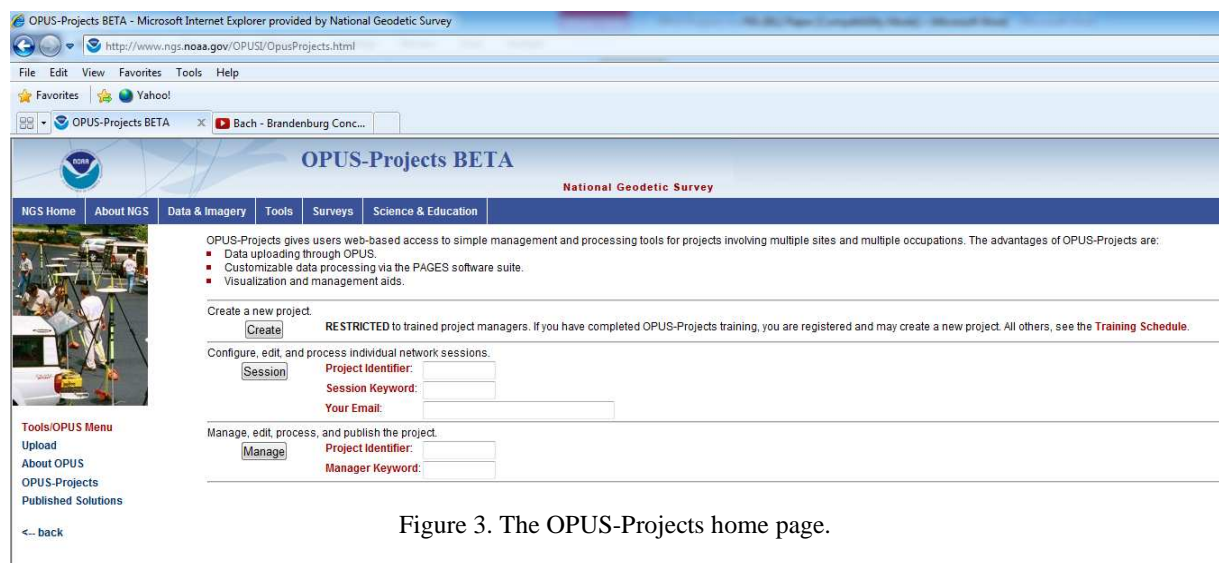 OPUS-Projects BETA - Microsoft Internet Explorer provided by National Geodetic Survey
http://www.ngs.noaa.gov/OPUSI/OpusProjects.html
File Edit View Favorites Tools Help
Favorites Yahoo!
OPUS-Projects BETA X Bach - Brandenburg Conc...
NOAA
OPUS-Projects BETA
National Geodetic Survey
NGS Home About NGS Data & Imagery Tools Surveys Science & Education
OPUS-Projects gives users web-based access to simple management and processing tools for projects involving multiple sites and multiple occupations. The advantages of OPUS-Projects are:
Data uploading through OPUS.
Customizable data processing via the PAGES software suite.
Visualization and management aids.
Create a new project.
Create RESTRICTED to trained project managers. If you have completed OPUS-Projects training, you are registered and may create a new project. All others, see the Training Schedule.
Configure, edit, and process individual network sessions.
Session Project Identifier:
Session Keyword:
Your Email:
Manage, edit, process, and publish the project.
Manage Project Identifier:
Manager Keyword:
Tools/OPUS Menu
Upload
About OPUS
OPUS-Projects
Published Solutions
<-- back
Figure 3. The OPUS-Projects home page.